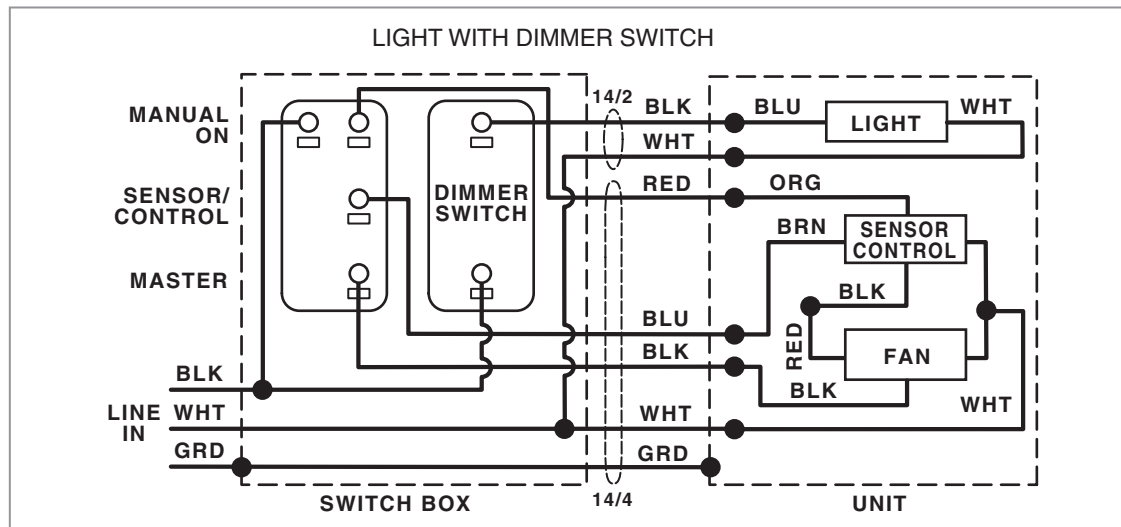 LIGHT WITH DIMMER SWITCH
14/2
MANUAL
ON
BLK
BLU
LIGHT
WHT
WHT
SENSOR/
CONTROL
DIMMER
SWITCH
RED
ORG
BRN
SENSOR
CONTROL
MASTER
BLK
BLU
RED
FAN
BLK
BLK
BLK
LINE
IN
WHT
WHT
WHT
GRD
GRD
SWITCH BOX
14/4
UNIT